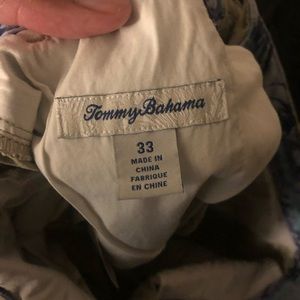 Tommy Bahama
33
MADE IN
CHINA
FABRIQUE
EN CHINE